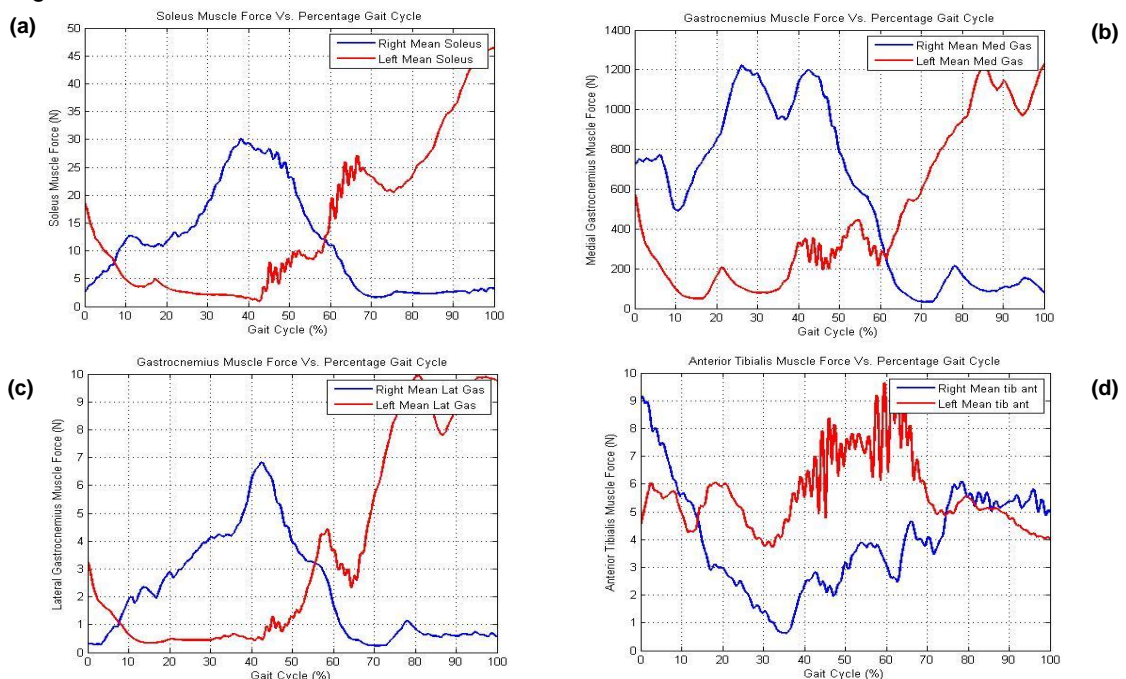 (a)
Soleus Muscle Force Vs. Percentage Gait Cycle
50
45
40
35
30
25
20
15
10
5
0
Soleus Muscle Force (N)
Right Mean Soleus
Left Mean Soleus
0 10 20 30 40 50 60 70 80 90 100
Gait Cycle (%)
(b)
Gastrocnemius Muscle Force Vs. Percentage Gait Cycle
1400
1200
1000
800
600
400
200
0
Medial Gastrocnemius Muscle Force (N)
Right Mean Med Gas
Left Mean Med Gas
0 10 20 30 40 50 60 70 80 90 100
Gait Cycle (%)
(c)
Gastrocnemius Muscle Force Vs. Percentage Gait Cycle
10
9
8
7
6
5
4
3
2
1
0
Lateral Gastrocnemius Muscle Force (N)
Right Mean Lat Gas
Left Mean Lat Gas
0 10 20 30 40 50 60 70 80 90 100
Gait Cycle (%)
(d)
Anterior Tibialis Muscle Force Vs. Percentage Gait Cycle
10
9
8
7
6
5
4
3
2
1
0
Anterior Tibialis Muscle Force (N)
Right Mean tib ant
Left Mean tib ant
0 10 20 30 40 50 60 70 80 90 100
Gait Cycle (%)